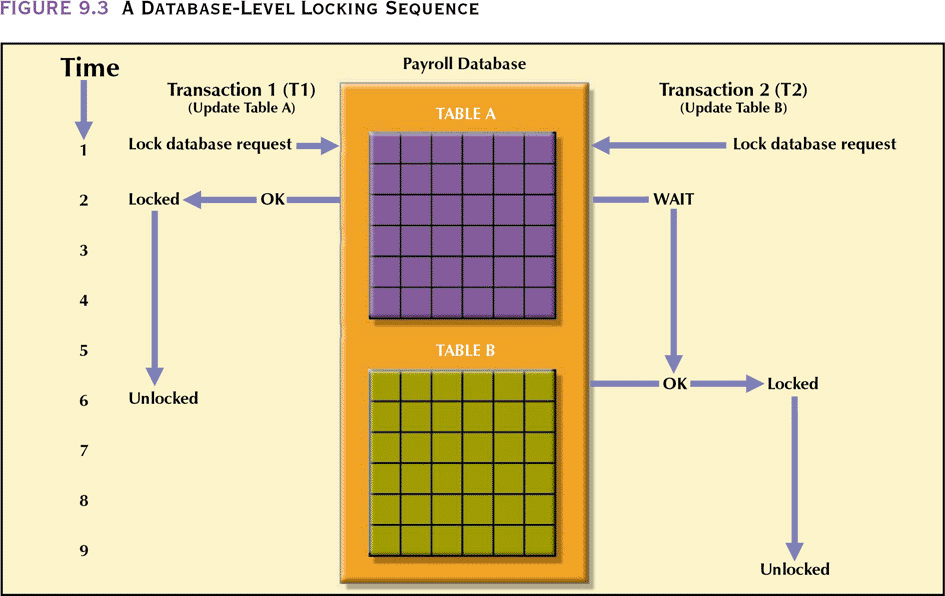 FIGURE 9.3 A DATABASE-LEVEL LOCKING SEQUENCE
Time
Payroll Database
Transaction 1 (T1)
(Update Table A)
Transaction 2 (T2)
(Update Table B)
TABLE A
1 Lock database request Lock database request
2 Locked OK WAIT
3
4
5 TABLE B
OK Locked
6 Unlocked
7
8
9
Unlocked